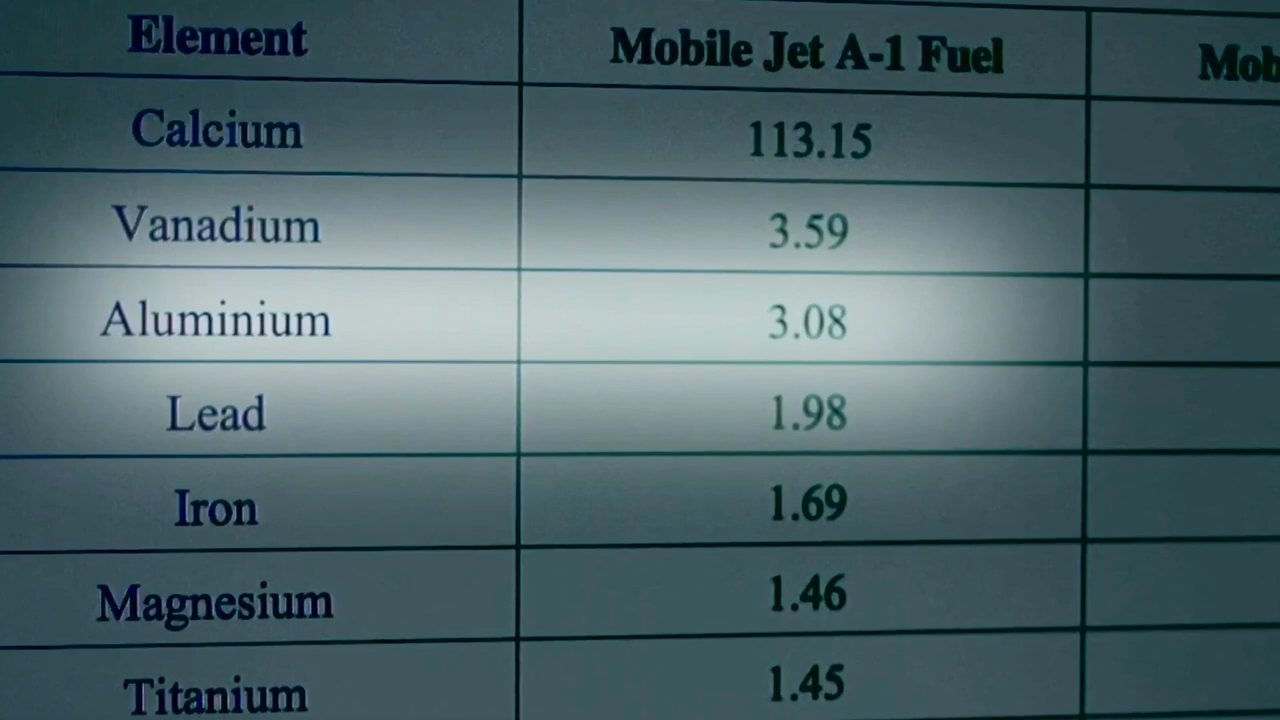 Element Mobile Jet A-1 Fuel Mob
Calcium 113.15
Vanadium 3.59
Aluminium 3.08
Lead 1.98
Iron 1.69
Magnesium 1.46
Titanium 1.45